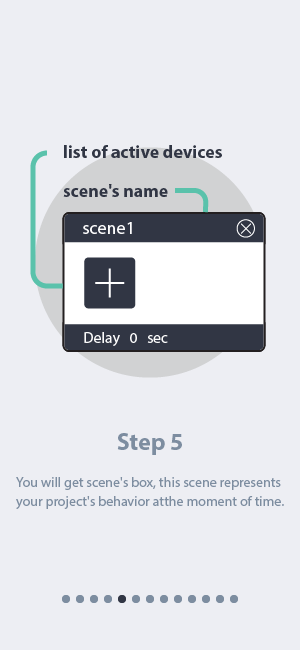 list of active devices
scene's name
scene1
Delay 0 sec
Step 5
You will get scene's box, this scene represents
your project's behavior atthe moment of time.